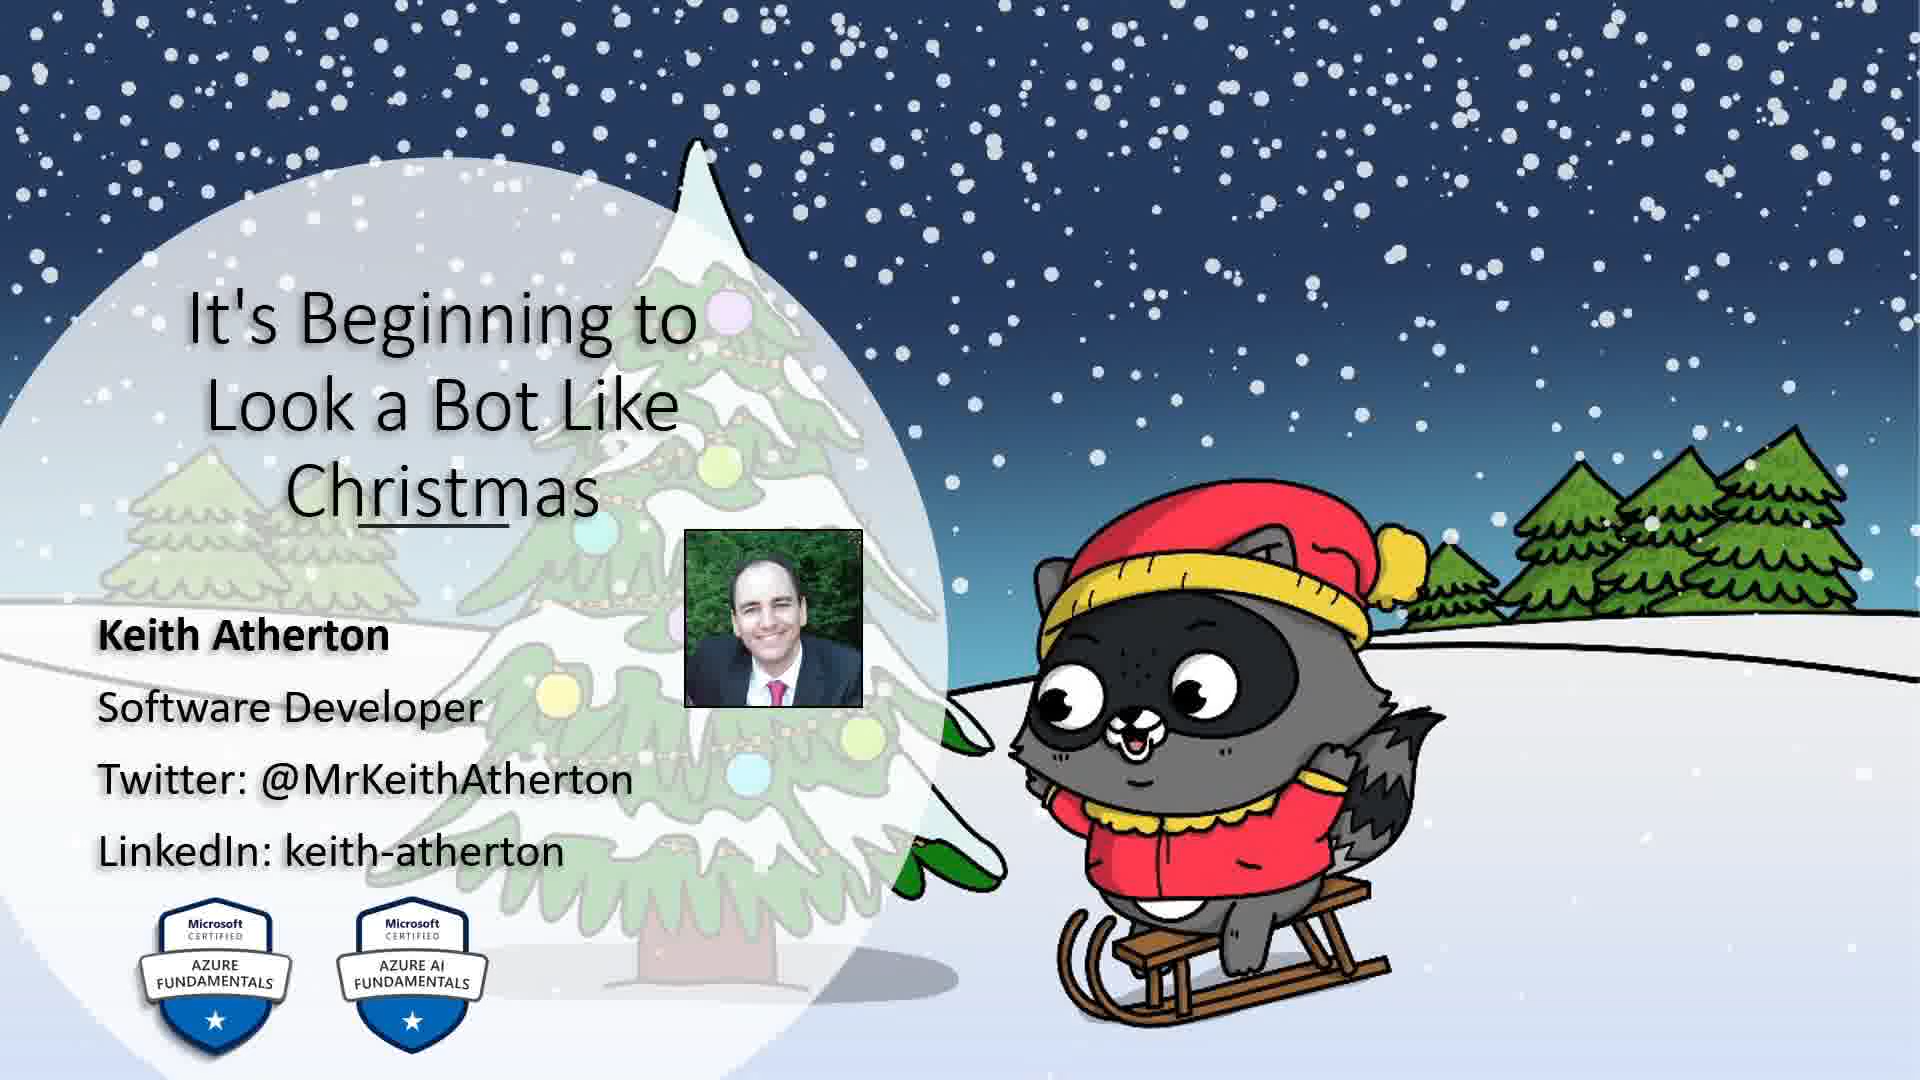 It's Beginning to
Look a Bot Like
Christmas
Keith Atherton
Software Developer
Twitter: @MrKeithAtherton
LinkedIn: keith-atherton
Microsoft
CERTIFIED
AZURE
FUNDAMENTALS
Microsoft
CERTIFIED
AZURE AI
FUNDAMENTALS